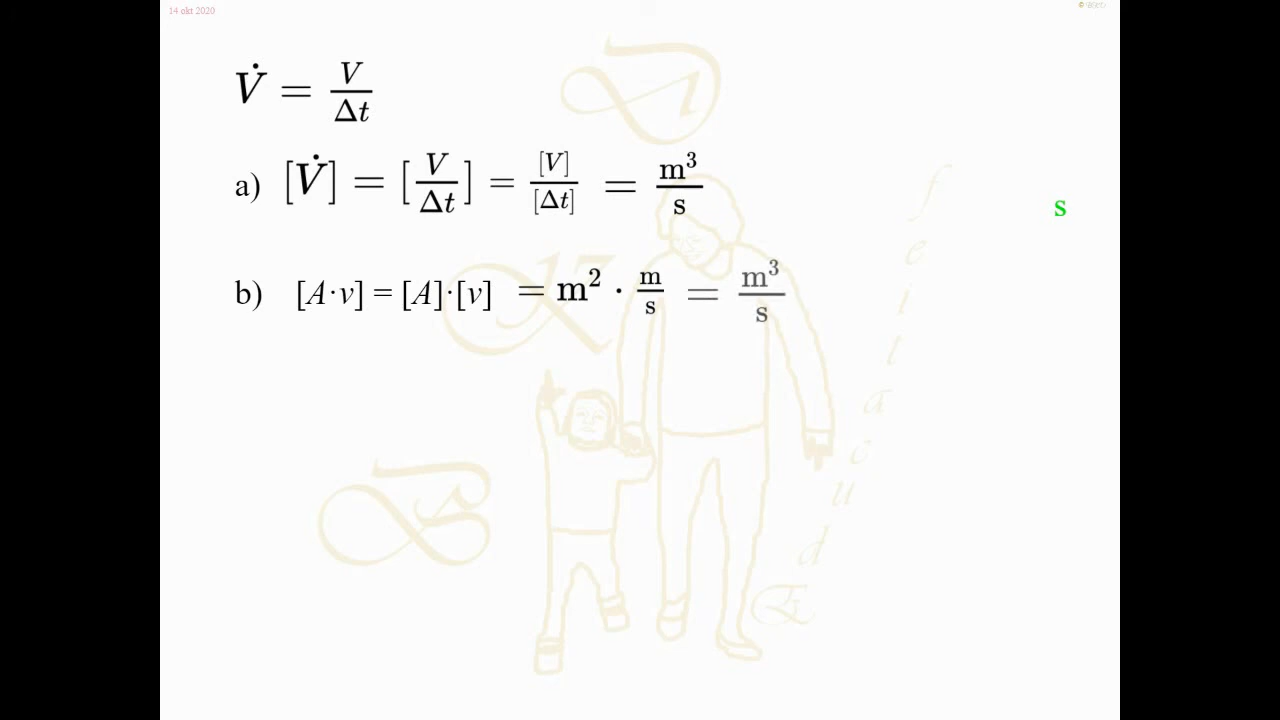 14 okt 2020
V̇ = V/Δt
a) [V̇] = [V/Δt] = [V]/[Δt] = m³/s
s
b) [A·v] = [A]·[v] = m² · m/s = m³/s
f e i t a c u d E